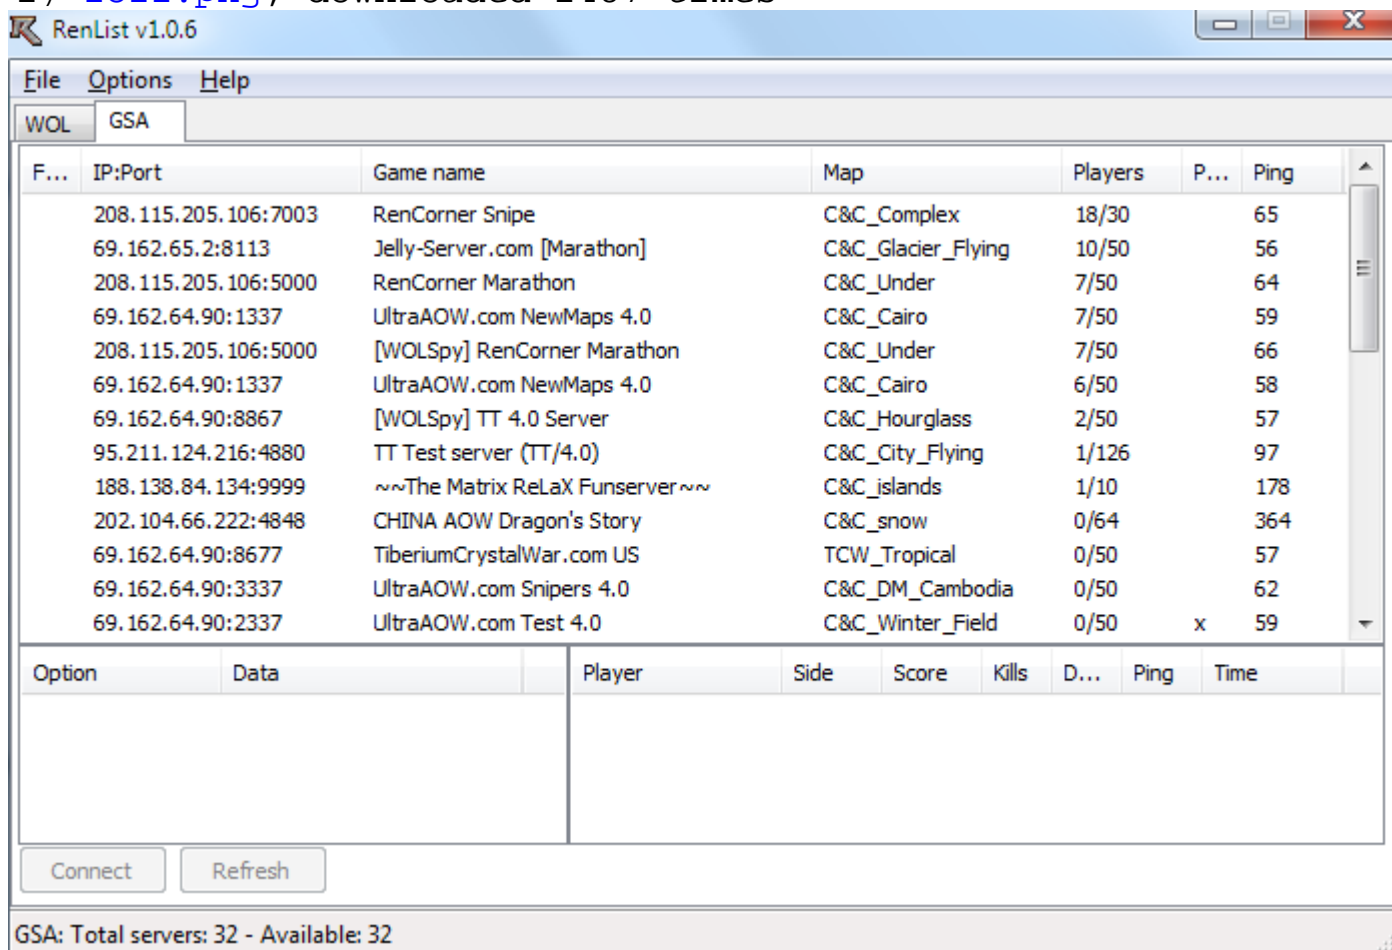 RenList v1.0.6
File Options Help
WOL GSA
F... IP:Port Game name Map Players P... Ping
208.115.205.106:7003 RenCorner Snipe C&C_Complex 18/30 65
69.162.65.2:8113 Jelly-Server.com [Marathon] C&C_Glacier_Flying 10/50 56
208.115.205.106:5000 RenCorner Marathon C&C_Under 7/50 64
69.162.64.90:1337 UltraAOW.com NewMaps 4.0 C&C_Cairo 7/50 59
208.115.205.106:5000 [WOLSpy] RenCorner Marathon C&C_Under 7/50 66
69.162.64.90:1337 UltraAOW.com NewMaps 4.0 C&C_Cairo 6/50 58
69.162.64.90:8867 [WOLSpy] TT 4.0 Server C&C_Hourglass 2/50 57
95.211.124.216:4880 TT Test server (TT/4.0) C&C_City_Flying 1/126 97
188.138.84.134:9999 ~~The Matrix ReLaX Funserver~~ C&C_islands 1/10 178
202.104.66.222:4848 CHINA AOW Dragon's Story C&C_snow 0/64 364
69.162.64.90:8677 TiberiumCrystalWar.com US TCW_Tropical 0/50 57
69.162.64.90:3337 UltraAOW.com Snipers 4.0 C&C_DM_Cambodia 0/50 62
69.162.64.90:2337 UltraAOW.com Test 4.0 C&C_Winter_Field 0/50 x 59
Option Data Player Side Score Kills D... Ping Time
Connect Refresh
GSA: Total servers: 32 - Available: 32